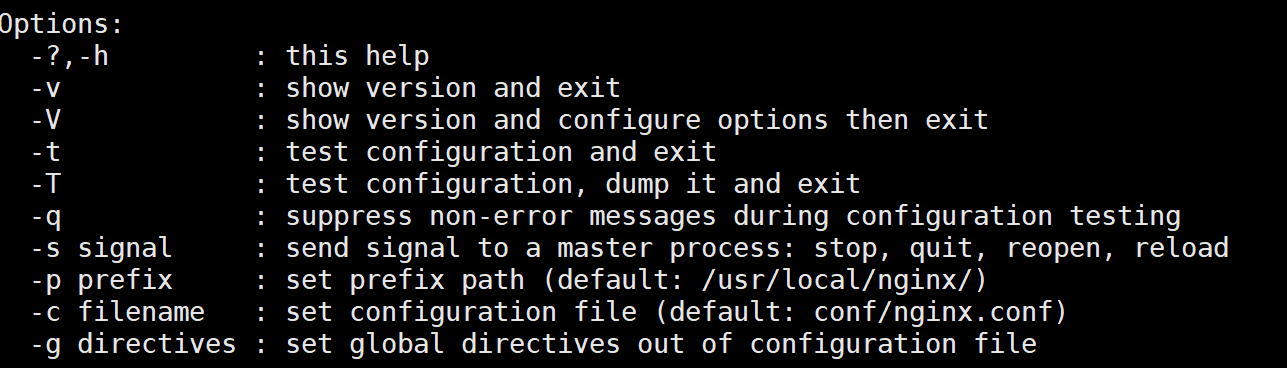 Options:
  -?,-h         : this help
  -v            : show version and exit
  -V            : show version and configure options then exit
  -t            : test configuration and exit
  -T            : test configuration, dump it and exit
  -q            : suppress non-error messages during configuration testing
  -s signal     : send signal to a master process: stop, quit, reopen, reload
  -p prefix     : set prefix path (default: /usr/local/nginx/)
  -c filename   : set configuration file (default: conf/nginx.conf)
  -g directives : set global directives out of configuration file